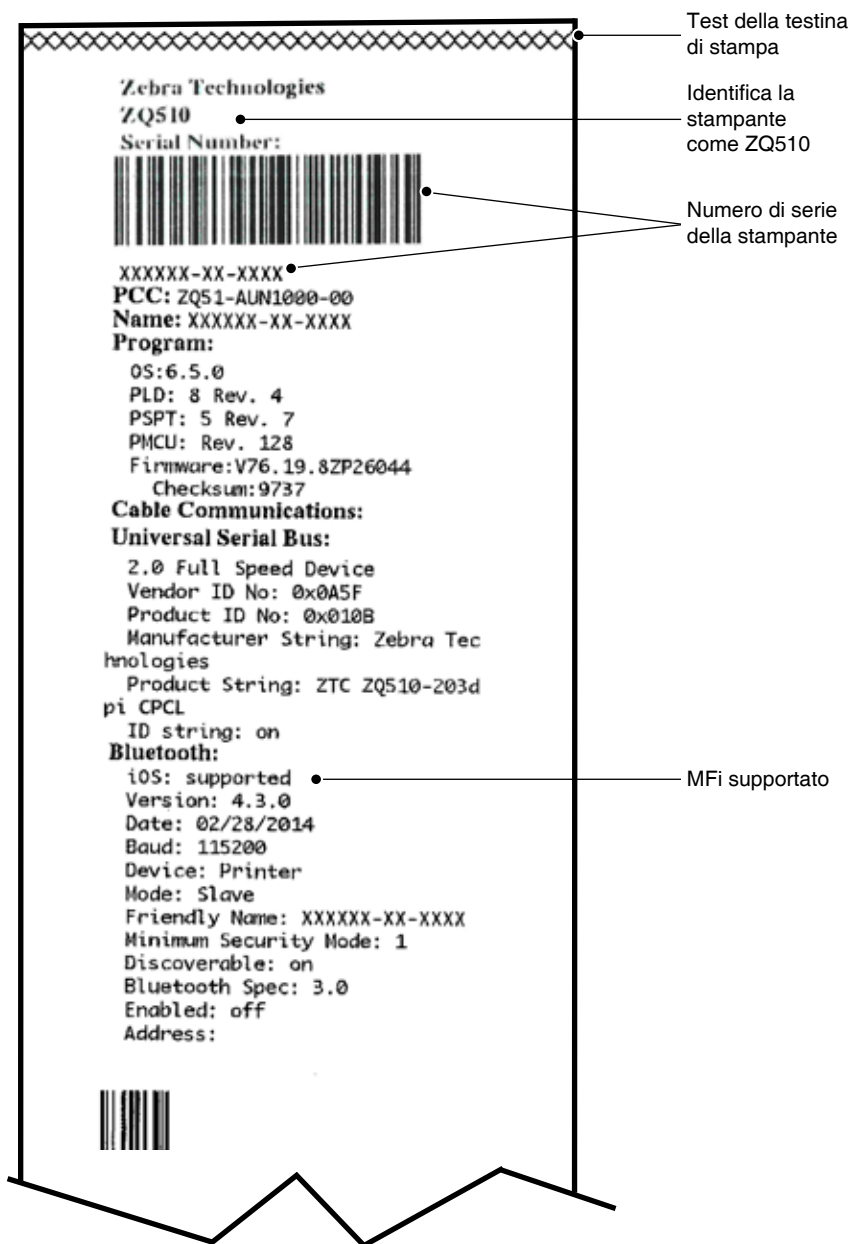 Test della testina
di stampa
Zebra Technologies
ZQ510
Serial Number:
Identifica la
stampante
come ZQ510
Numero di serie
della stampante
XXXXXX-XX-XXXX
PCC: ZQ51-AUN1000-00
Name: XXXXXX-XX-XXXX
Program:
OS:6.5.0
PLD: 8 Rev. 4
PSPT: 5 Rev. 7
PMCU: Rev. 128
Firmware:V76.19.8ZP26044
Checksum:9737
Cable Communications:
Universal Serial Bus:
2.0 Full Speed Device
Vendor ID No: 0x0A5F
Product ID No: 0x010B
Manufacturer String: Zebra Tec
hnologies
Product String: ZTC ZQ510-203d
pi CPCL
ID string: on
Bluetooth:
iOS: supported
MFi supportato
Version: 4.3.0
Date: 02/28/2014
Baud: 115200
Device: Printer
Mode: Slave
Friendly Name: XXXXXX-XX-XXXX
Minimum Security Mode: 1
Discoverable: on
Bluetooth Spec: 3.0
Enabled: off
Address: